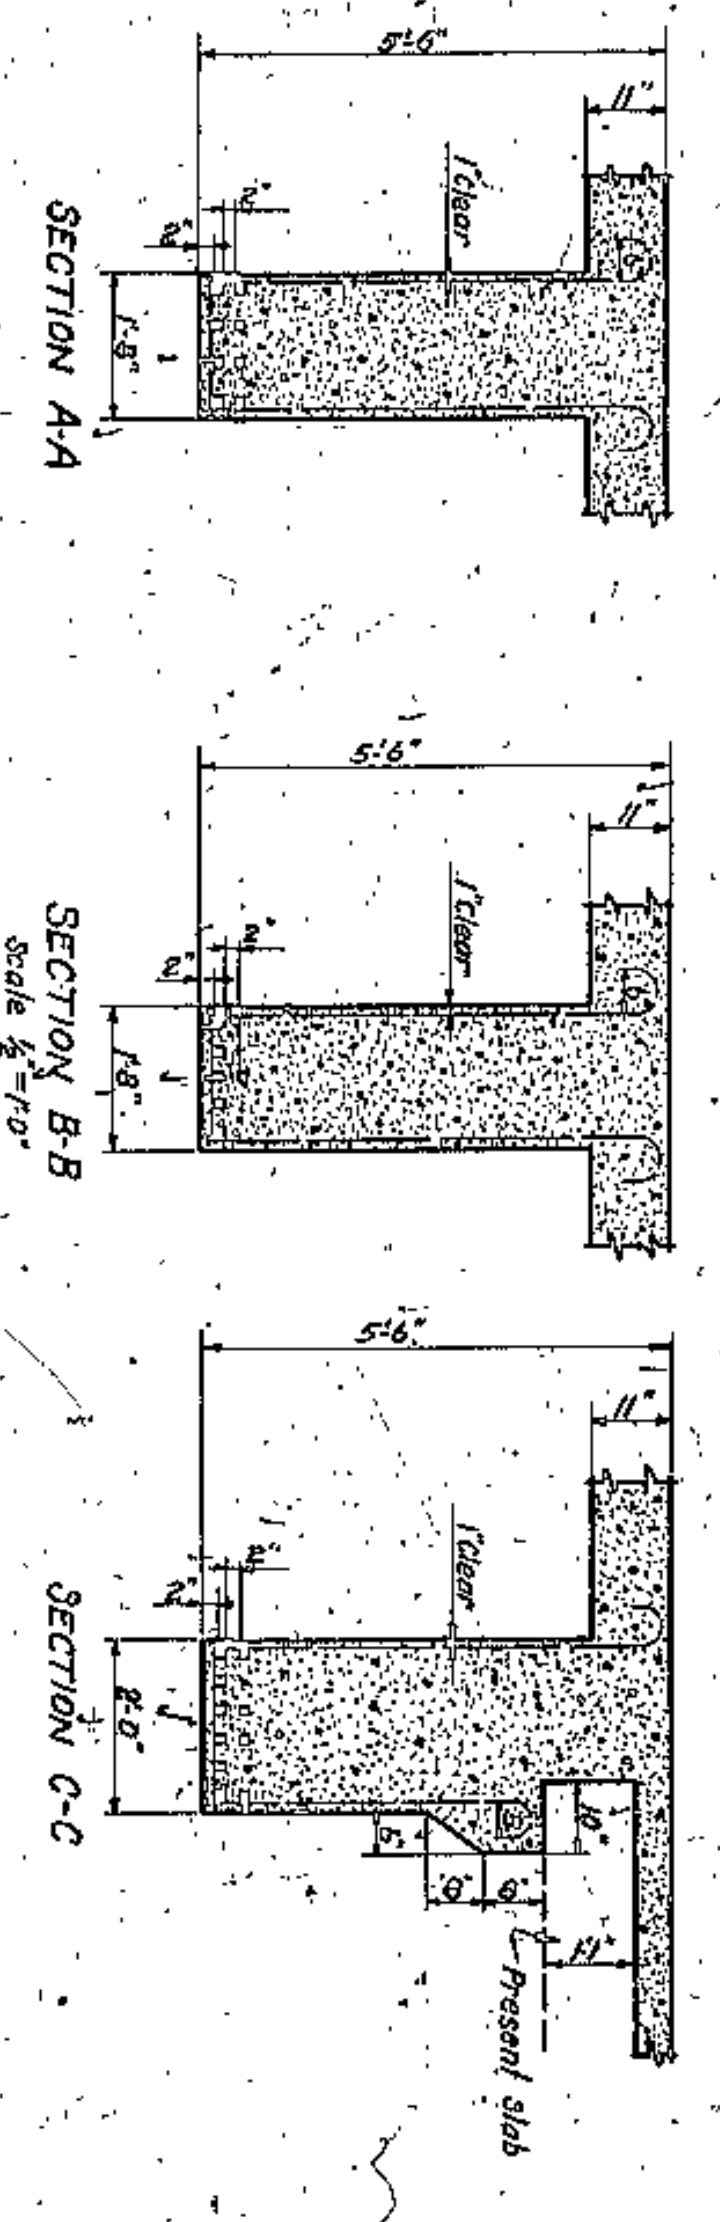 5'-6"
11"
1" clear
6"
2"
2"
1'-8"
SECTION A-A
5'-6"
11"
1" Clear
6"
2"
2"
1'-8"
SECTION B-B
Scale ½"=1'-0"
5'-6"
11"
1" Clear
2"
2"
2'-0"
10"
8"
Present slab
SECTION C-C